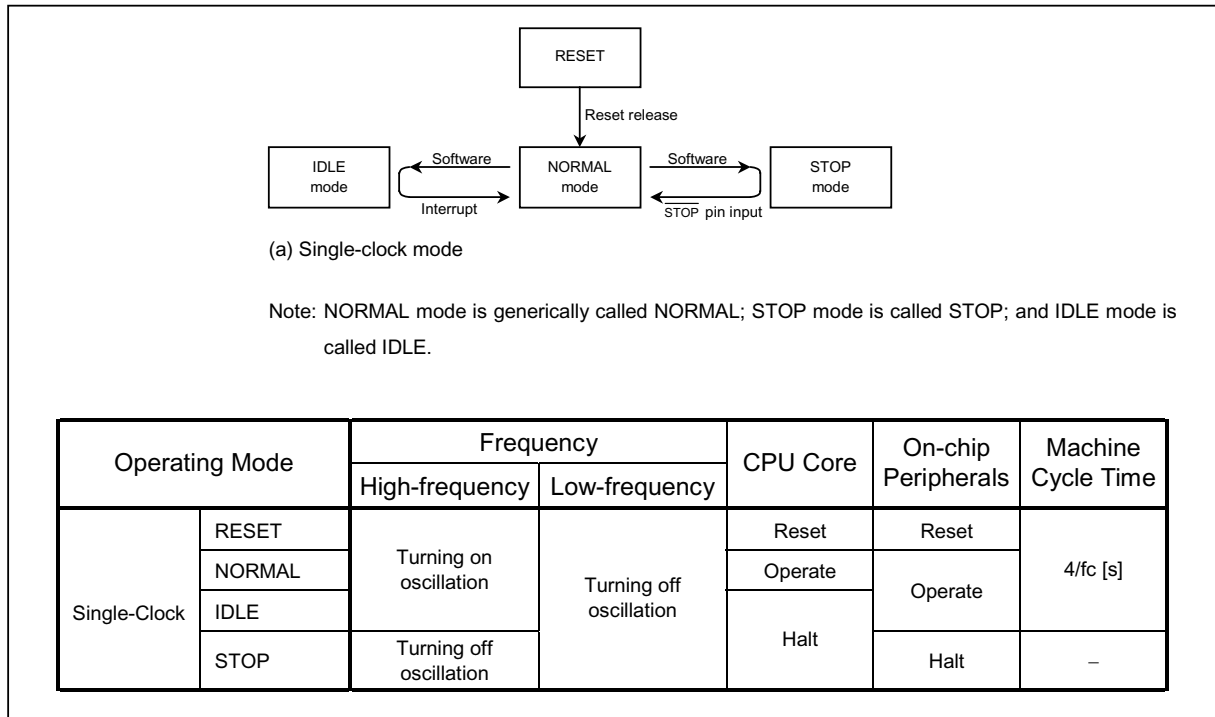 RESET
Reset release
IDLE
mode
Software
Interrupt
NORMAL
mode
Software
STOP pin input
STOP
mode
(a) Single-clock mode
Note: NORMAL mode is generically called NORMAL; STOP mode is called STOP; and IDLE mode is
called IDLE.
Operating Mode
Frequency
High-frequency
Low-frequency
CPU Core
On-chip
Peripherals
Machine
Cycle Time
Single-Clock
RESET
Turning on
oscillation
Turning off
oscillation
Reset
Reset
4/fc [s]
NORMAL
Operate
Operate
IDLE
Halt
STOP
Turning off
oscillation
Halt
–